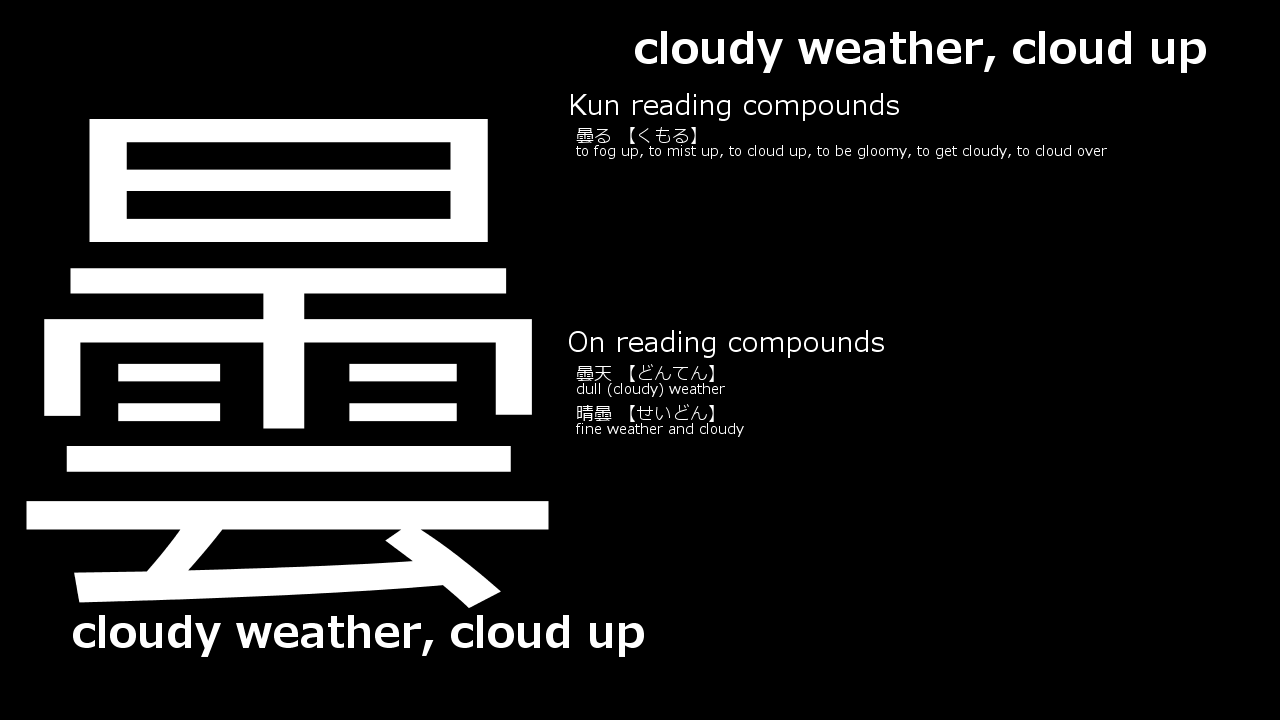 cloudy weather, cloud up
曇
Kun reading compounds
曇る 【くもる】
to fog up, to mist up, to cloud up, to be gloomy, to get cloudy, to cloud over
On reading compounds
曇天 【どんてん】
dull (cloudy) weather
晴曇 【せいどん】
fine weather and cloudy
cloudy weather, cloud up